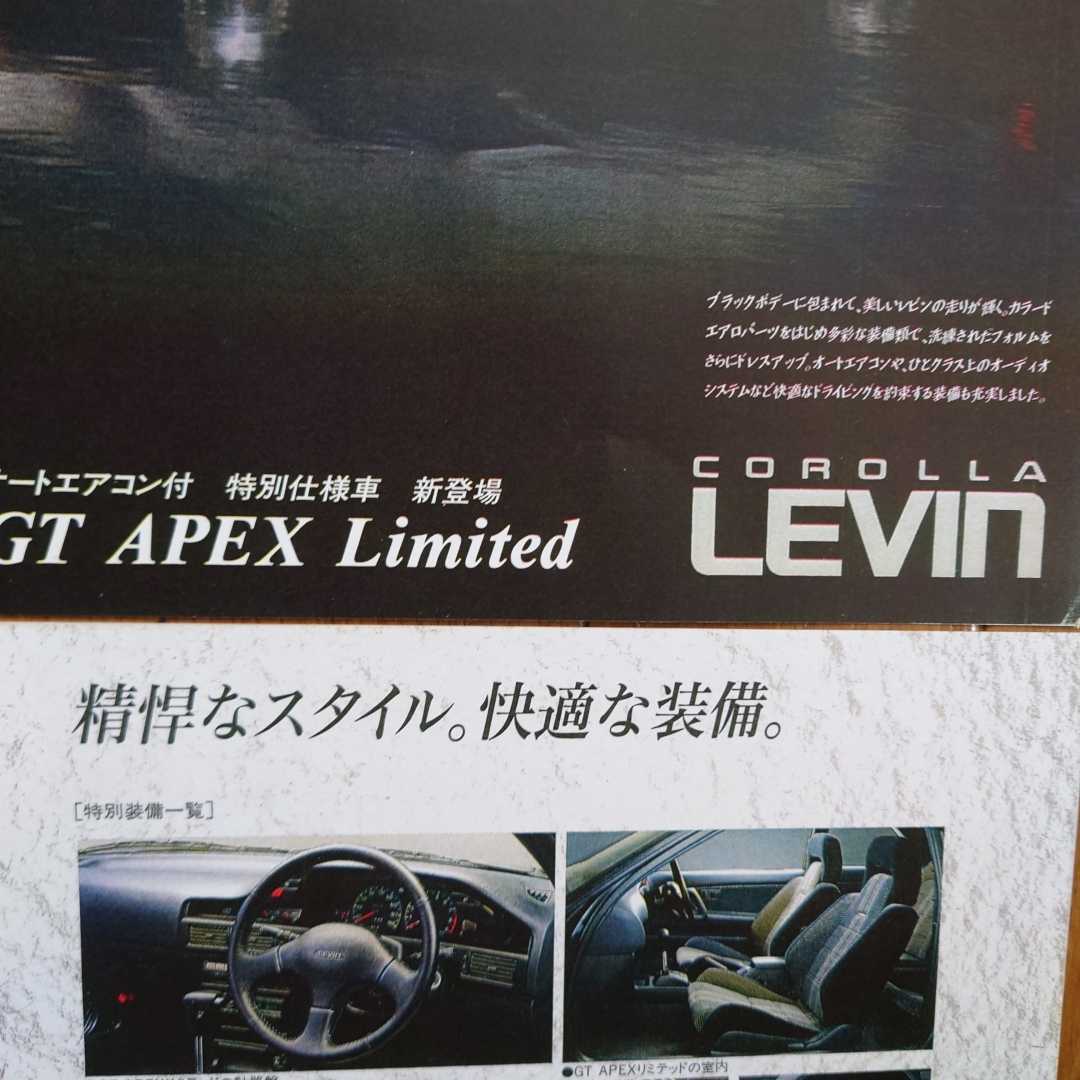 ブラックボデーに包まれて、美しいレビンの走りが輝く。カラード
エアロパーツをはじめ多彩な装備類で、洗練されたフォルムを
さらにドレスアップ。オートエアコンや、ひとクラス上のオーディオ
システムなど快適なドライビングを約束する装備も充実しました。
オートエアコン付 特別仕様車 新登場
GT APEX Limited
COROLLA
LEVIN
精悍なスタイル。快適な装備。
[特別装備一覧]
LEVIN
●GT APEXリミテッドの室内